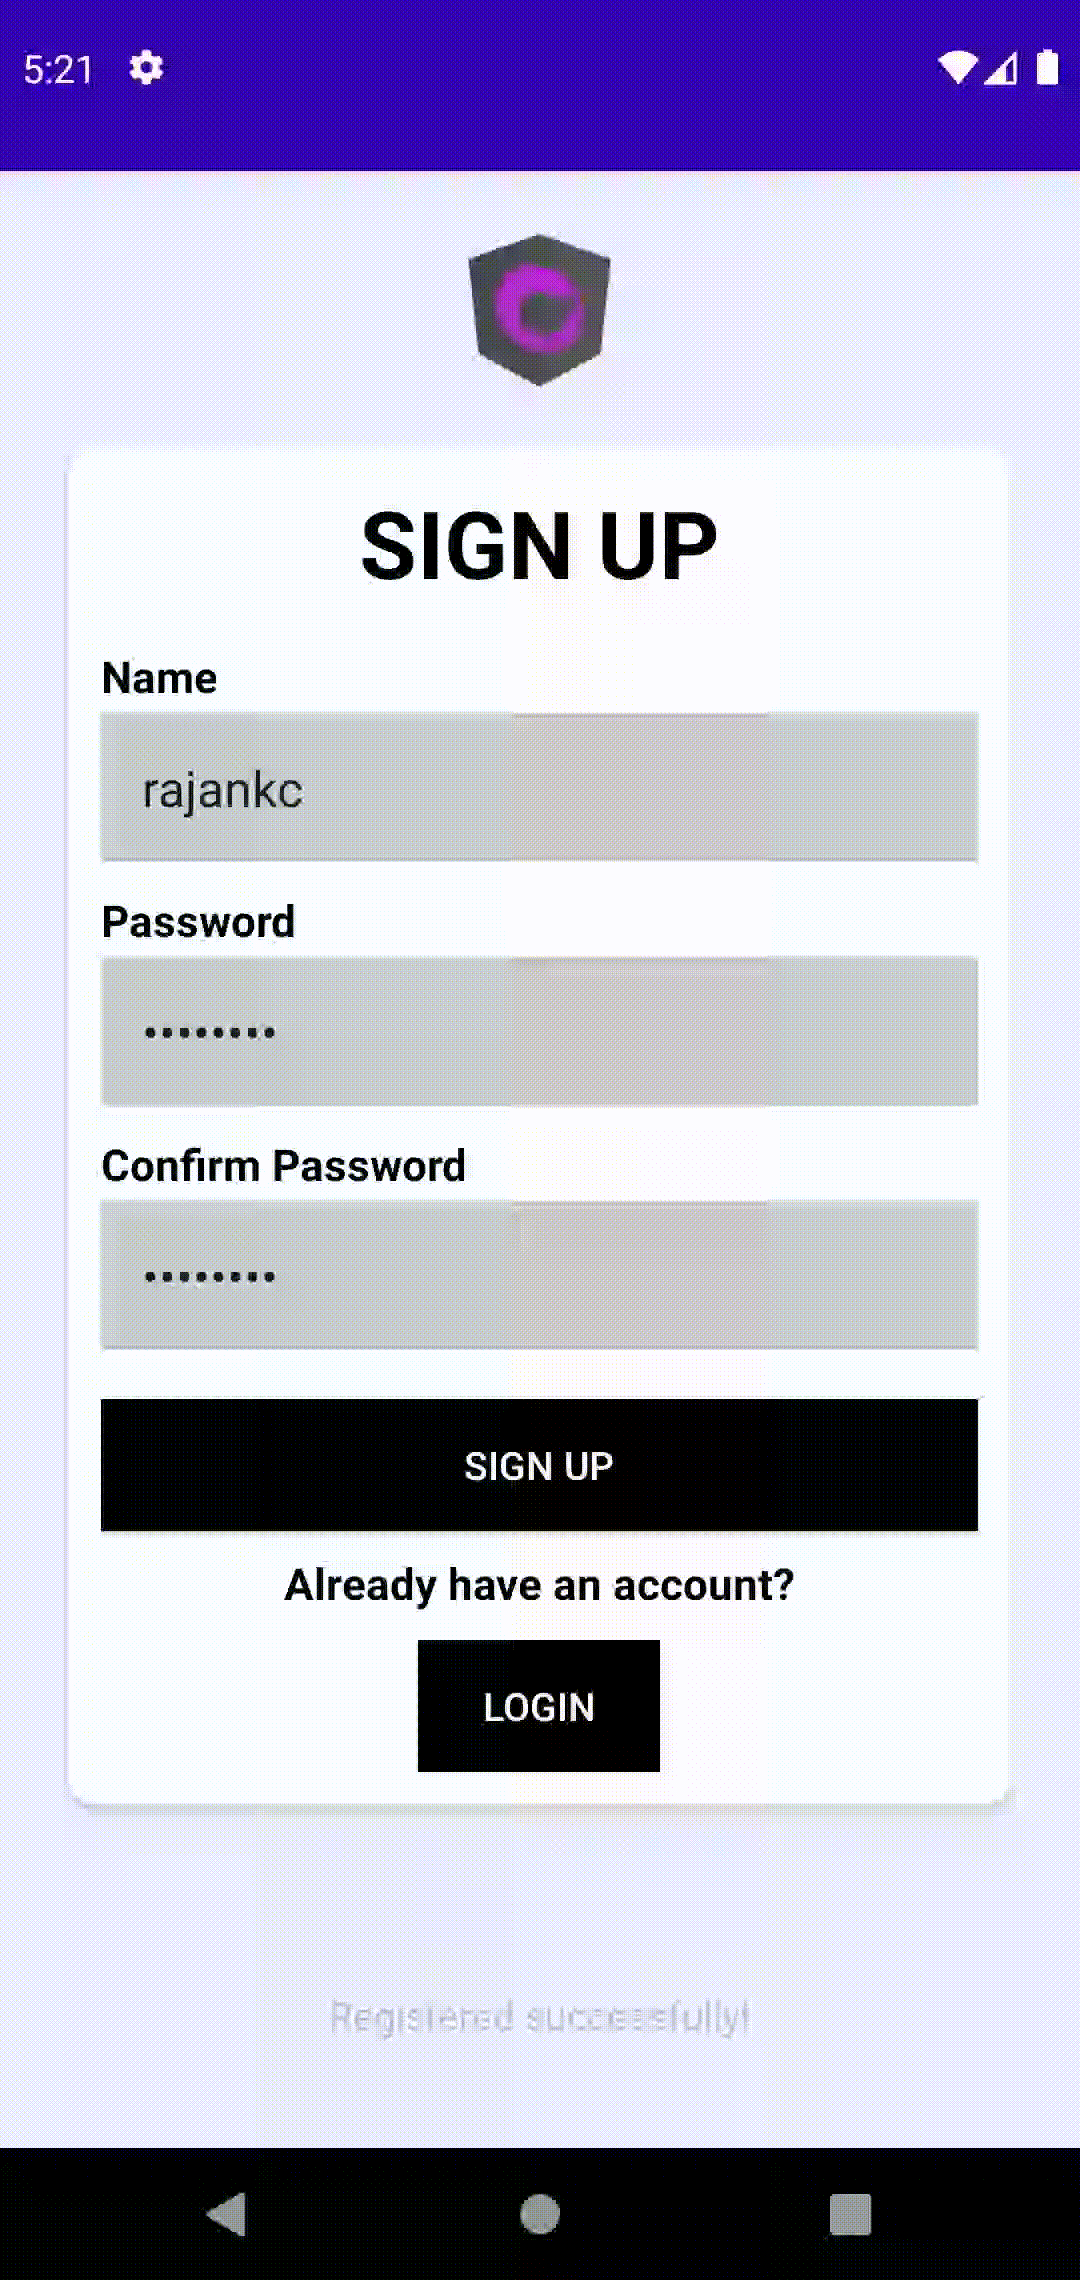 5:21
SIGN UP
Name
rajankc
Password
••••••••
Confirm Password
••••••••
SIGN UP
Already have an account?
LOGIN
Registered successfully!